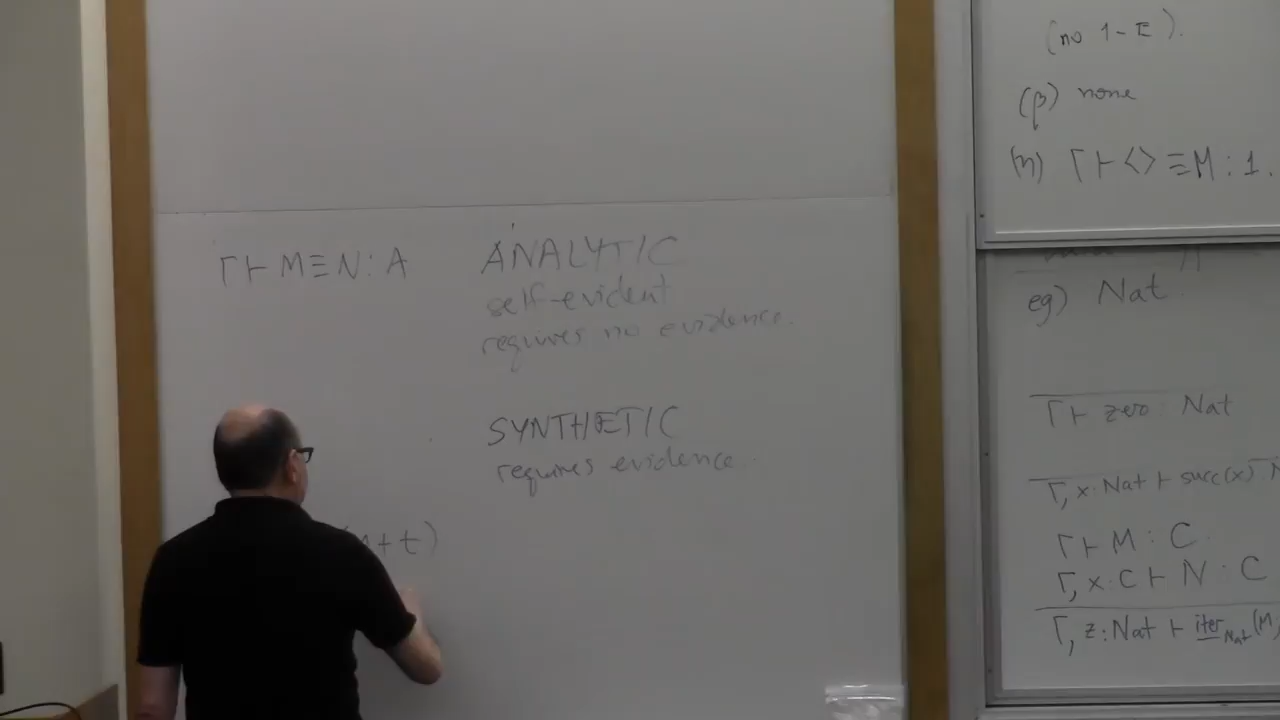 Γ ⊢ M ≡ N : A
ANALYTIC
self-evident
requires no evidence.
SYNTHETIC
requires evidence.
+ t)
(no 1-E).
(β) none
(η) Γ ⊢ <> ≡ M : 1.
eg) Nat
Γ ⊢ zero : Nat
Γ, x : Nat ⊢ succ(x) : N
Γ ⊢ M : C
Γ, x : C ⊢ N : C
Γ, z : Nat ⊢ iter_Nat (M;